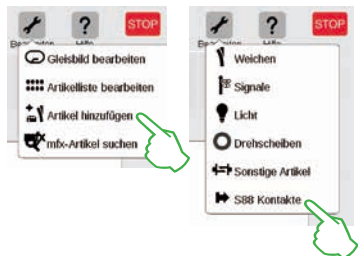 STOP
Bearbeiten Hilfe
Gleisbild bearbeiten
Artikelliste bearbeiten
Artikel hinzufügen
mfx-Artikel suchen
STOP
Hilfe
Weichen
Signale
Licht
Drehscheiben
Sonstige Artikel
S88 Kontakte